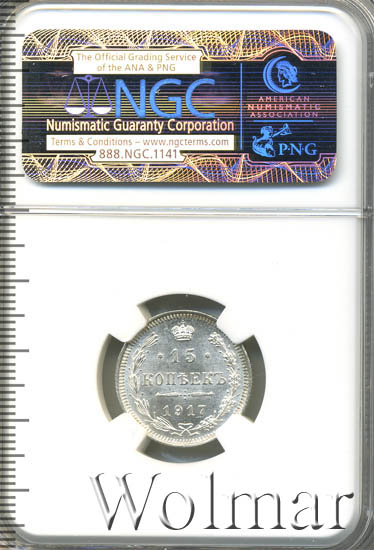 The Official Grading Service
of the ANA & PNG
NGC
Numismatic Guaranty Corporation
Terms & Conditions – www.ngcterms.com
888.NGC.1141
AMERICAN
NUMISMATIC
ASSOCIATION
P·N·G
15
КОПѢЕКЪ
1917
Wolmar